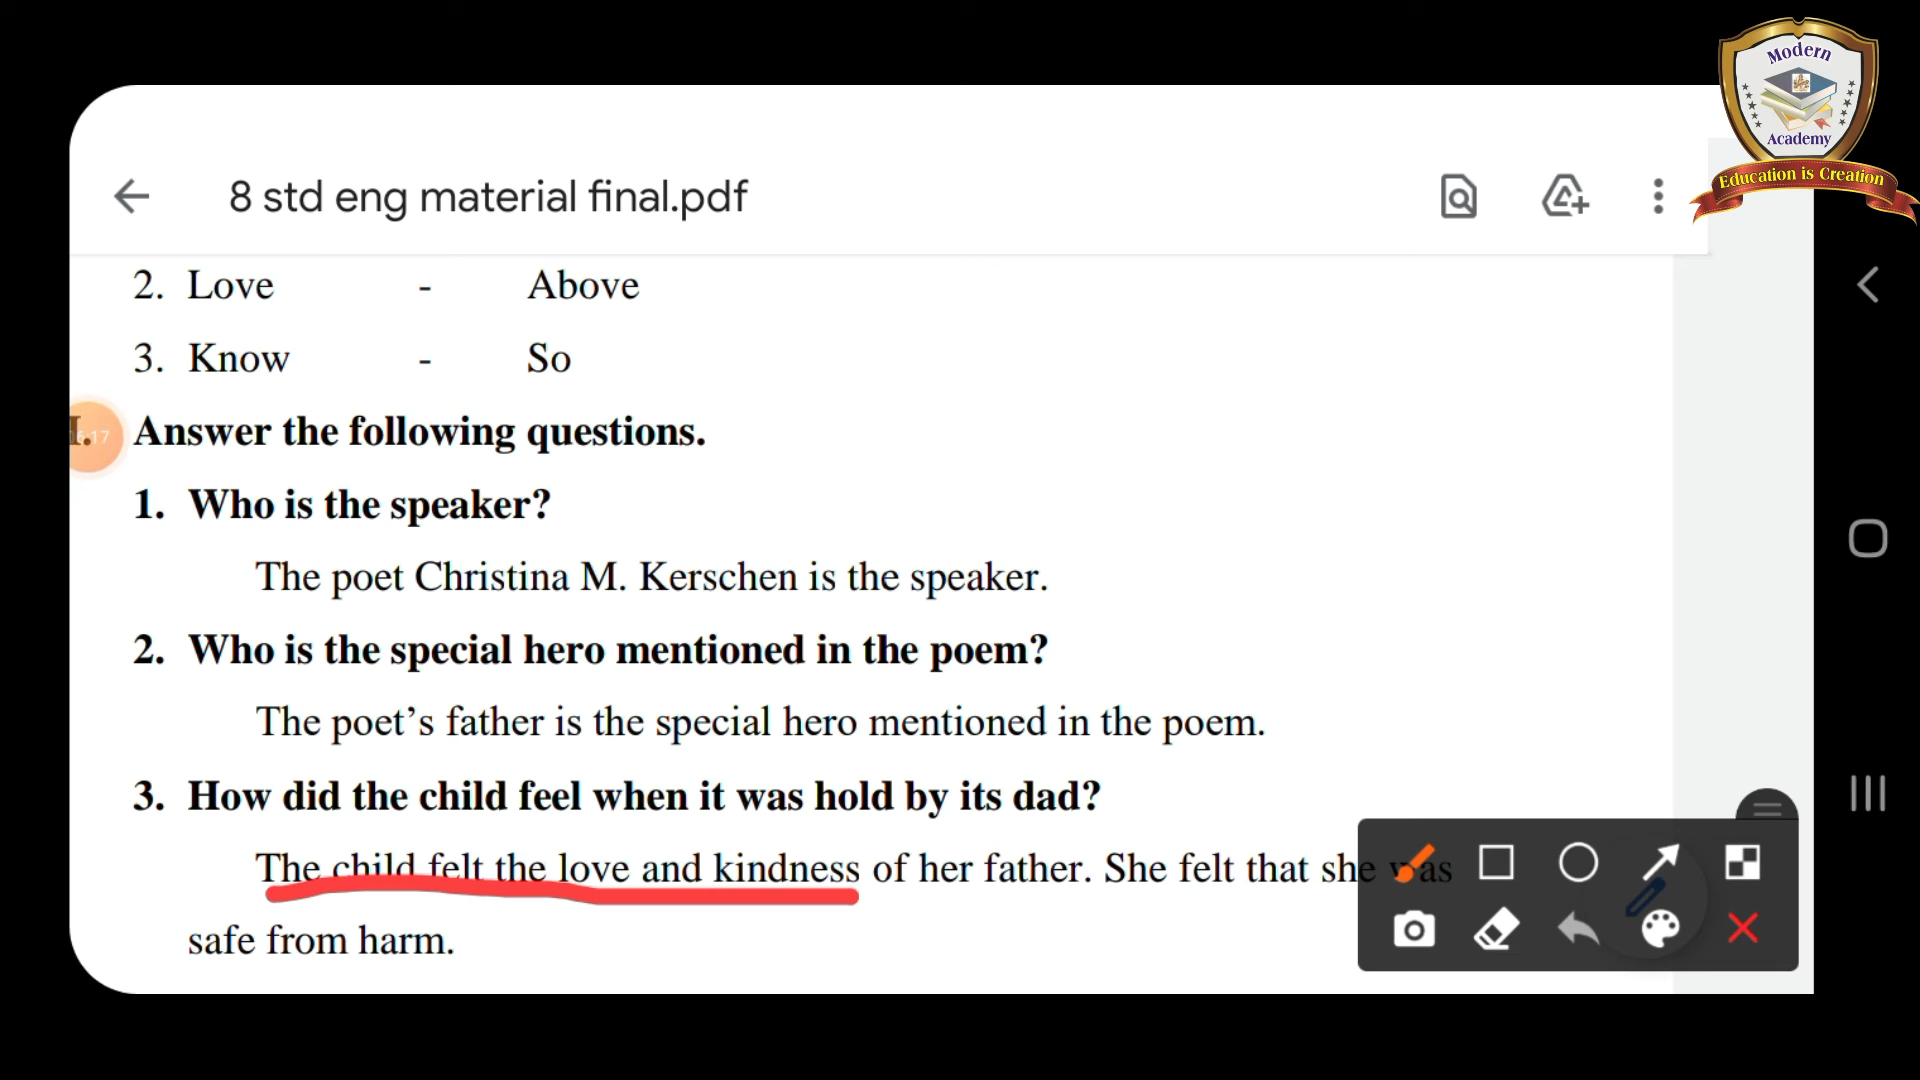 Modern
Academy
Education is Creation
8 std eng material final.pdf
2. Love - Above
3. Know - So
I. Answer the following questions.
1. Who is the speaker?
The poet Christina M. Kerschen is the speaker.
2. Who is the special hero mentioned in the poem?
The poet’s father is the special hero mentioned in the poem.
3. How did the child feel when it was hold by its dad?
The child felt the love and kindness of her father. She felt that she was
safe from harm.